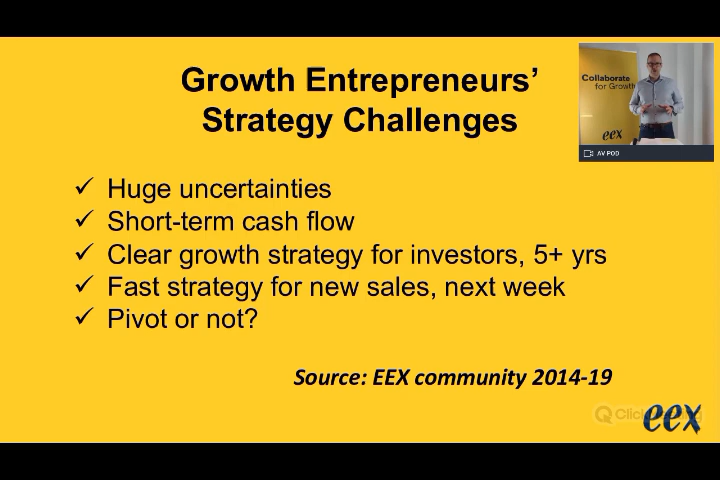 Growth Entrepreneurs’
Strategy Challenges
Collaborate
for Growth
eex
AV POD
✓ Huge uncertainties
✓ Short-term cash flow
✓ Clear growth strategy for investors, 5+ yrs
✓ Fast strategy for new sales, next week
✓ Pivot or not?
Source: EEX community 2014-19
eex